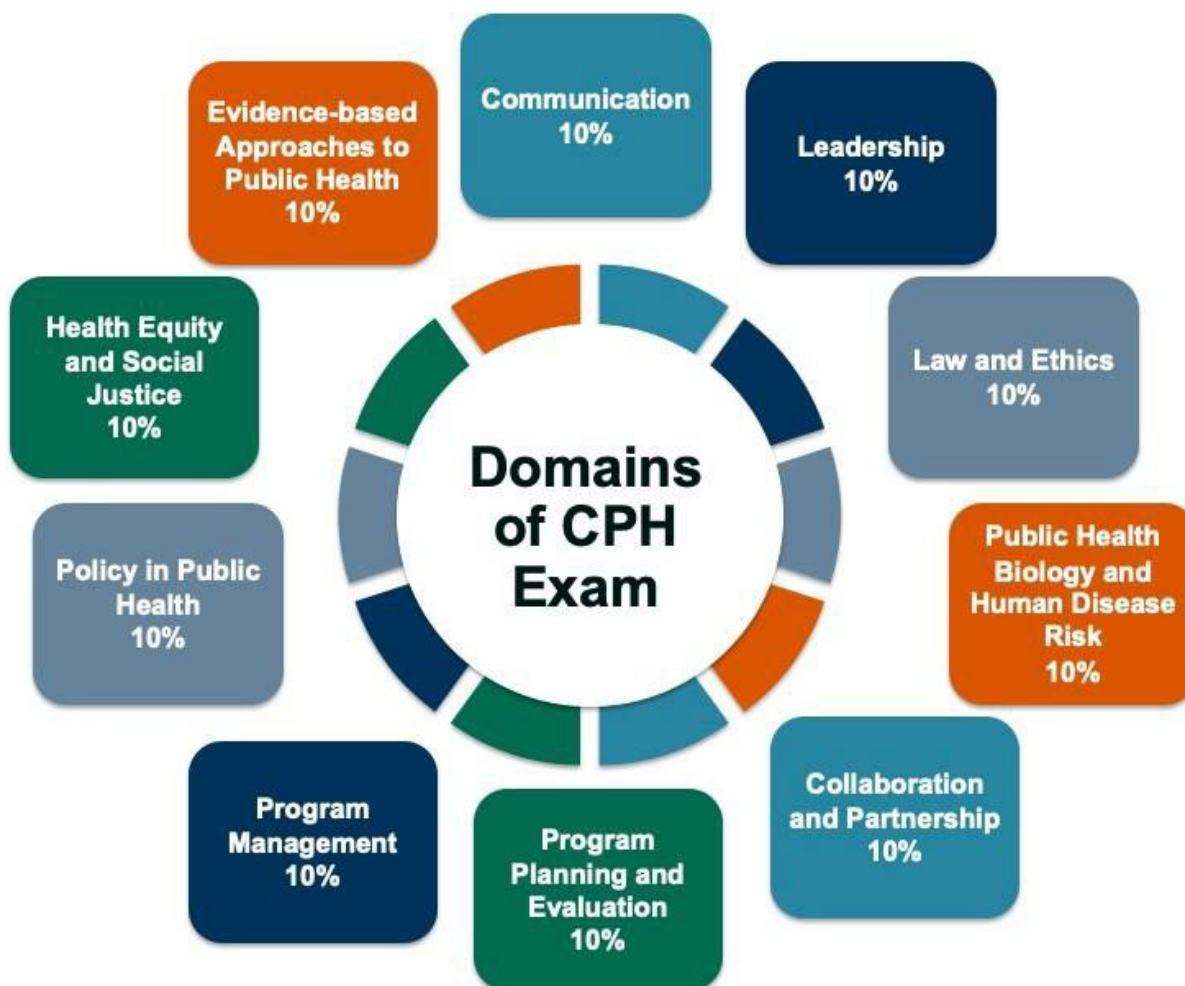 Communication
10%
Leadership
10%
Law and Ethics
10%
Public Health
Biology and
Human Disease
Risk
10%
Collaboration
and Partnership
10%
Program
Planning and
Evaluation
10%
Program
Management
10%
Policy in Public
Health
10%
Health Equity
and Social
Justice
10%
Evidence-based
Approaches to
Public Health
10%
Domains
of CPH
Exam